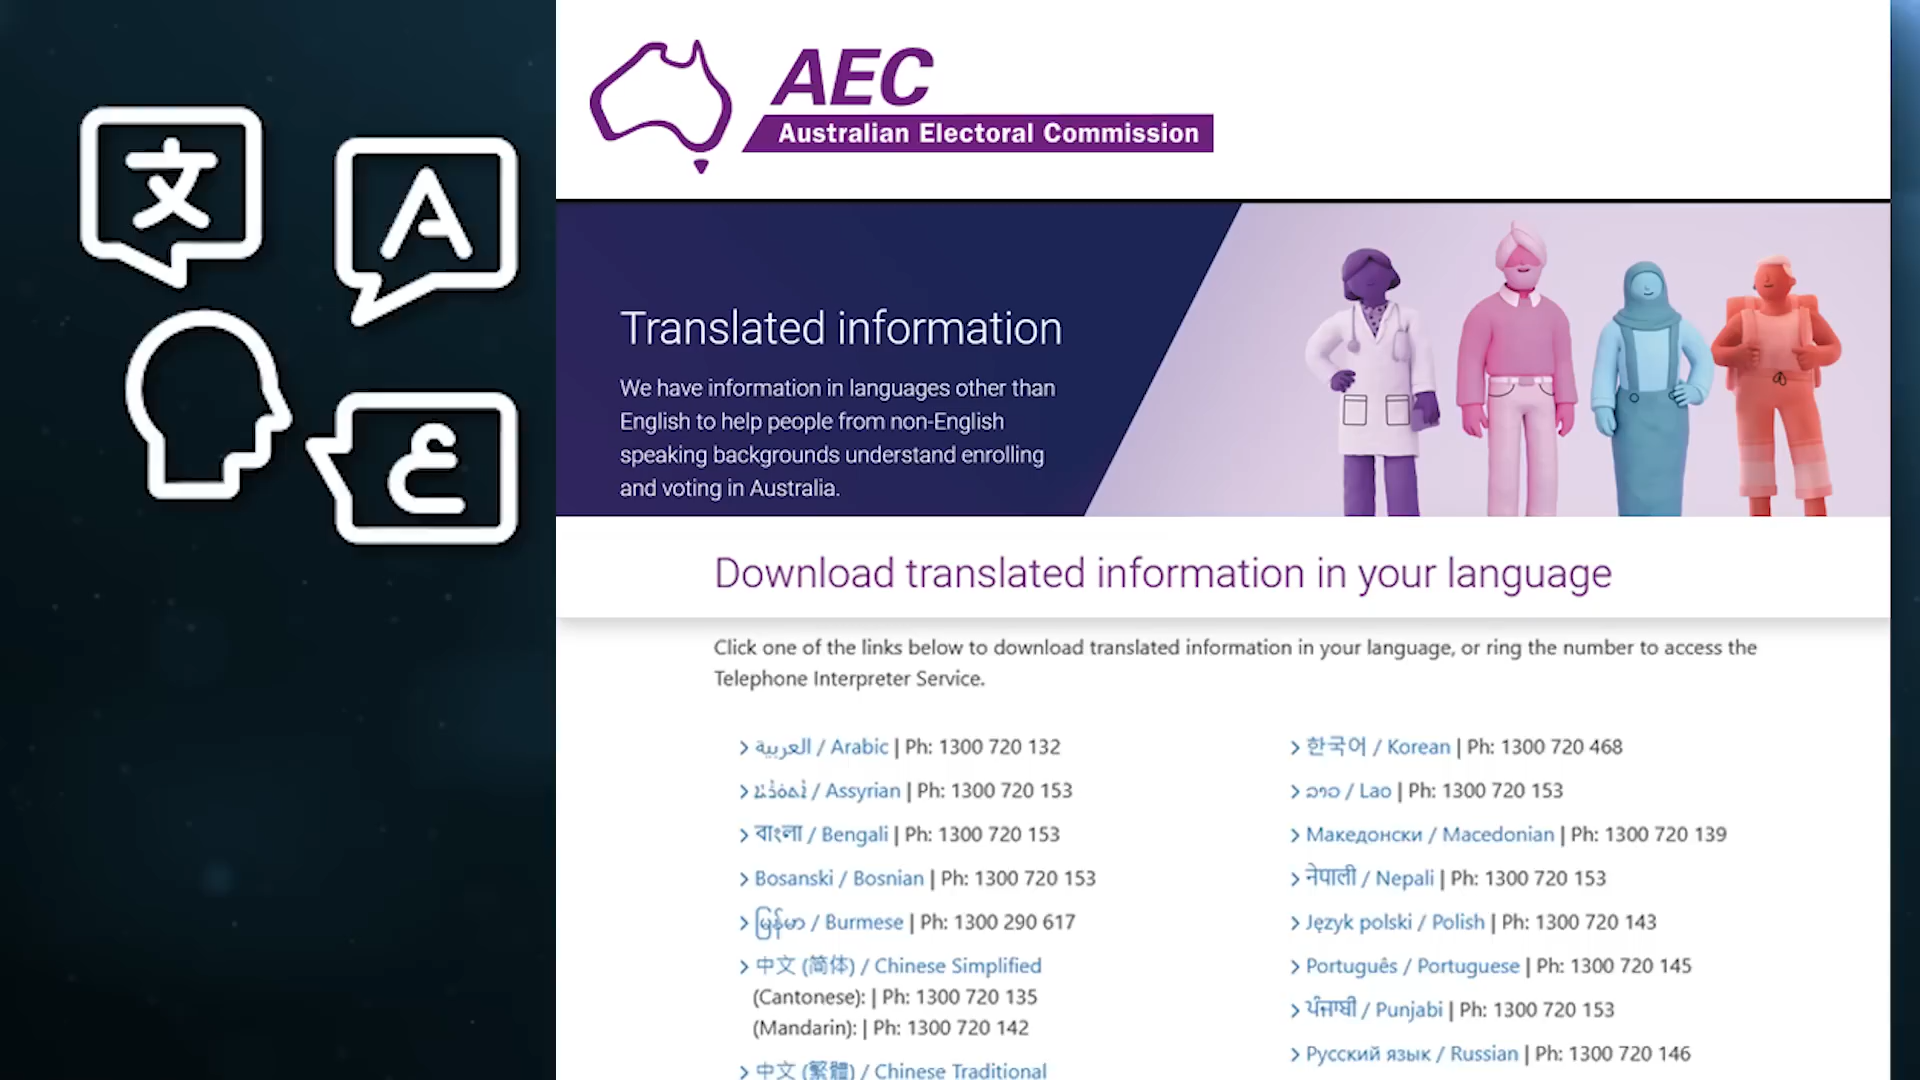 文
A
ع
AEC
Australian Electoral Commission
Translated information
We have information in languages other than
English to help people from non-English
speaking backgrounds understand enrolling
and voting in Australia.
Download translated information in your language
Click one of the links below to download translated information in your language, or ring the number to access the
Telephone Interpreter Service.
العربية / Arabic | Ph: 1300 720 132
/ Assyrian | Ph: 1300 720 153
বাংলা / Bengali | Ph: 1300 720 153
Bosanski / Bosnian | Ph: 1300 720 153
မြန်မာ / Burmese | Ph: 1300 290 617
中文 (简体) / Chinese Simplified
(Cantonese): | Ph: 1300 720 135
(Mandarin): | Ph: 1300 720 142
中文 (繁體) / Chinese Traditional
한국어 / Korean | Ph: 1300 720 468
ລາວ / Lao | Ph: 1300 720 153
Македонски / Macedonian | Ph: 1300 720 139
नेपाली / Nepali | Ph: 1300 720 153
Język polski / Polish | Ph: 1300 720 143
Português / Portuguese | Ph: 1300 720 145
ਪੰਜਾਬੀ / Punjabi | Ph: 1300 720 153
Русский язык / Russian | Ph: 1300 720 146